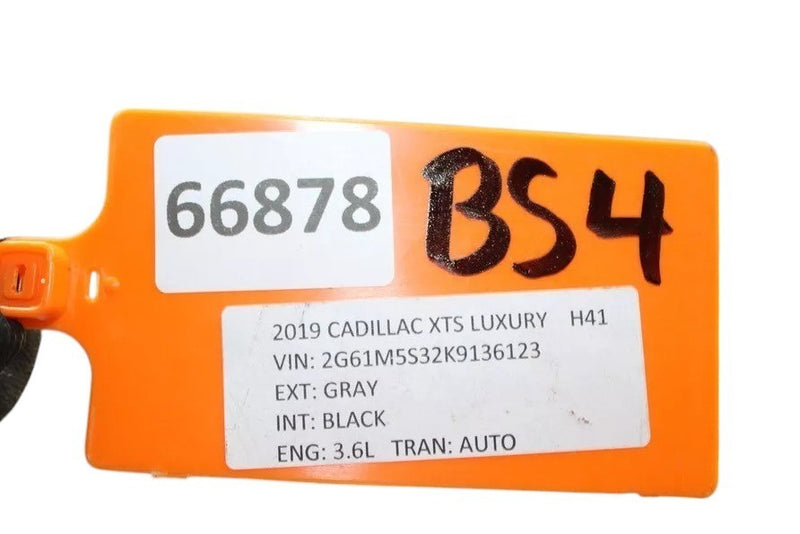 66878
BS4
2019 CADILLAC XTS LUXURY H41
VIN: 2G61M5S32K9136123
EXT: GRAY
INT: BLACK
ENG: 3.6L TRAN: AUTO